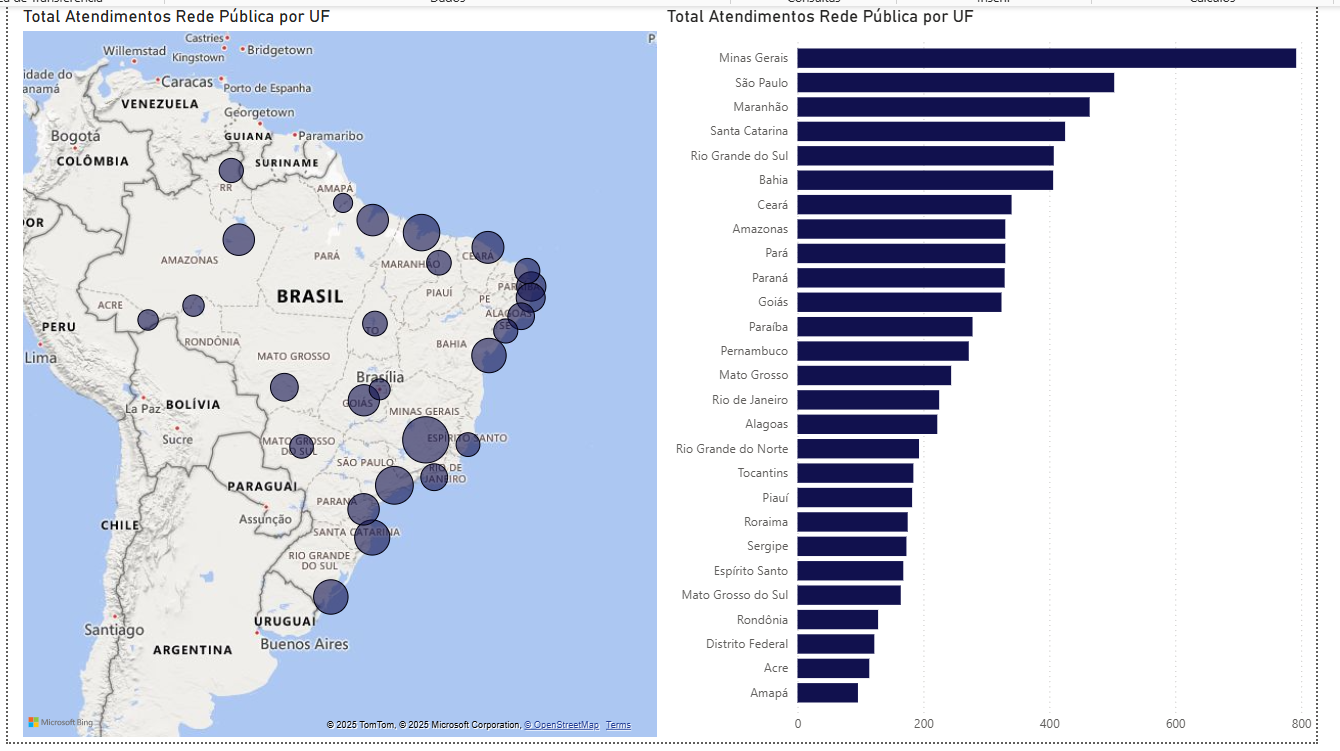 Total Atendimentos Rede Pública por UF
Castries
Willemstad
Kingstown
Bridgetown
idade do
anamá
Caracas
Porto de Espanha
VENEZUELA
Georgetown
Bogotá
GUIANA
Paramaribo
COLÔMBIA
SURINAME
RR
AMAPÁ
OR
AMAZONAS
PARÁ
MARANHÃO
CEARÁ
PARAÍBA
ACRE
BRASIL
PIAUÍ
PE
ALAGOAS
SE
PERU
RONDÔNIA
TO
BAHIA
Lima
MATO GROSSO
Brasília
La Paz
BOLÍVIA
GOIÁS
MINAS GERAIS
Sucre
MATO GROSSO
DO SUL
ESPÍRITO SANTO
SÃO PAULO
RIO DE
JANEIRO
PARAGUAI
PARANÁ
Assunção
CHILE
SANTA CATARINA
RIO GRANDE
DO SUL
Santiago
URUGUAI
Buenos Aires
ARGENTINA
Microsoft Bing
© 2025 TomTom, © 2025 Microsoft Corporation, © OpenStreetMap Terms
Total Atendimentos Rede Pública por UF
Minas Gerais
São Paulo
Maranhão
Santa Catarina
Rio Grande do Sul
Bahia
Ceará
Amazonas
Pará
Paraná
Goiás
Paraíba
Pernambuco
Mato Grosso
Rio de Janeiro
Alagoas
Rio Grande do Norte
Tocantins
Piauí
Roraima
Sergipe
Espírito Santo
Mato Grosso do Sul
Rondônia
Distrito Federal
Acre
Amapá
0 200 400 600 800